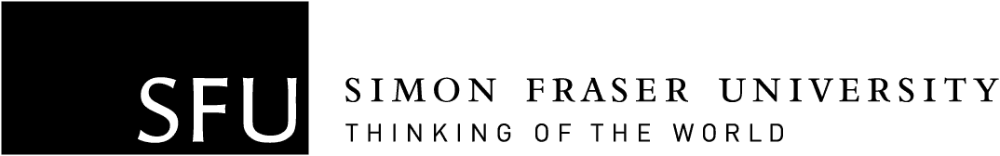 SFU
SIMON FRASER UNIVERSITY
THINKING OF THE WORLD